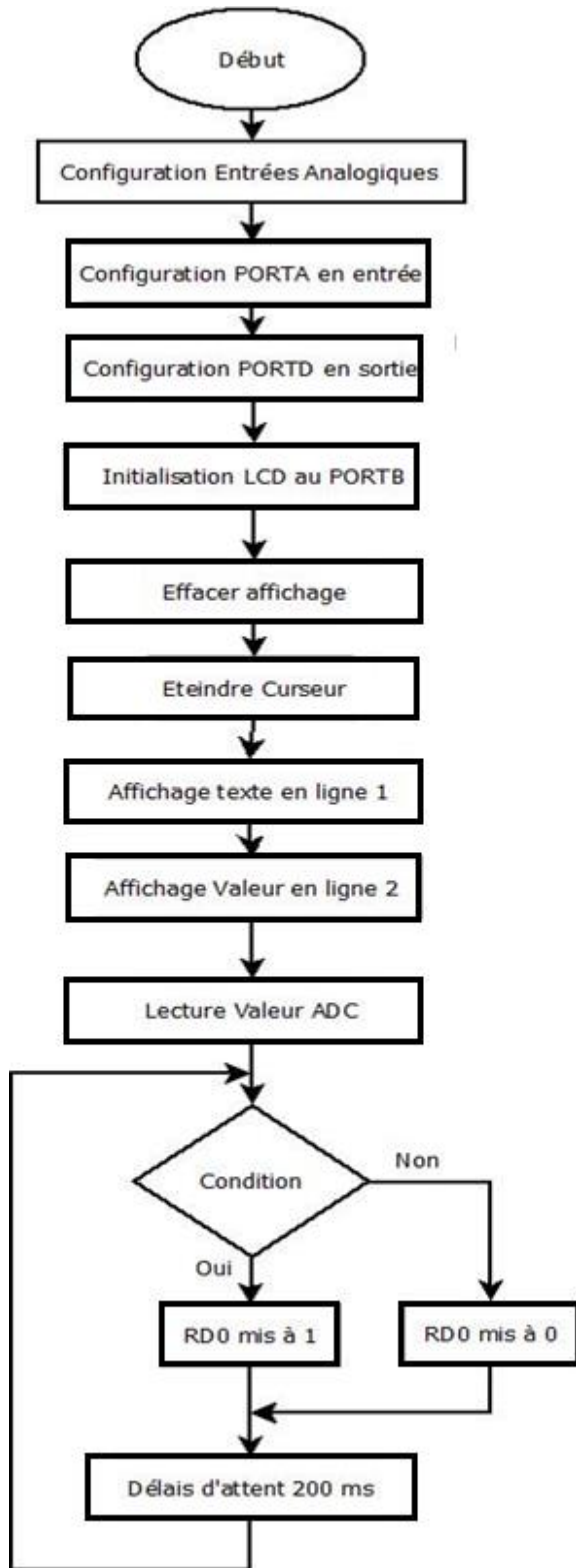 Début
Configuration Entrées Analogiques
Configuration PORTA en entrée
Configuration PORTD en sortie
Initialisation LCD au PORTB
Effacer affichage
Eteindre Curseur
Affichage texte en ligne 1
Affichage Valeur en ligne 2
Lecture Valeur ADC
Condition
Non
Oui
RD0 mis à 1
RD0 mis à 0
Délais d'attent 200 ms